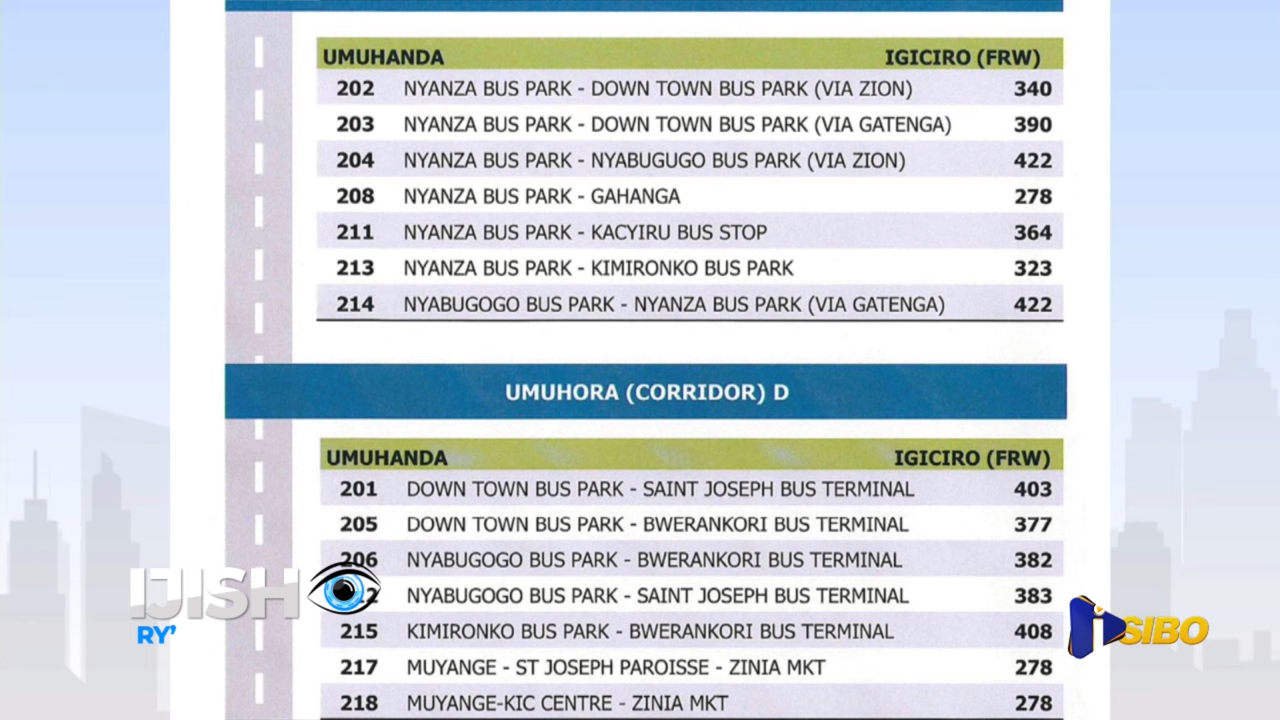 UMUHANDA IGICIRO (FRW)
202 NYANZA BUS PARK - DOWN TOWN BUS PARK (VIA ZION) 340
203 NYANZA BUS PARK - DOWN TOWN BUS PARK (VIA GATENGA) 390
204 NYANZA BUS PARK - NYABUGUGO BUS PARK (VIA ZION) 422
208 NYANZA BUS PARK - GAHANGA 278
211 NYANZA BUS PARK - KACYIRU BUS STOP 364
213 NYANZA BUS PARK - KIMIRONKO BUS PARK 323
214 NYABUGOGO BUS PARK - NYANZA BUS PARK (VIA GATENGA) 422
UMUHORA (CORRIDOR) D
UMUHANDA IGICIRO (FRW)
201 DOWN TOWN BUS PARK - SAINT JOSEPH BUS TERMINAL 403
205 DOWN TOWN BUS PARK - BWERANKORI BUS TERMINAL 377
206 NYABUGOGO BUS PARK - BWERANKORI BUS TERMINAL 382
NYABUGOGO BUS PARK - SAINT JOSEPH BUS TERMINAL 383
215 KIMIRONKO BUS PARK - BWERANKORI BUS TERMINAL 408
217 MUYANGE - ST JOSEPH PAROISSE - ZINIA MKT 278
218 MUYANGE-KIC CENTRE - ZINIA MKT 278
IJISH
RY'
iSIBO